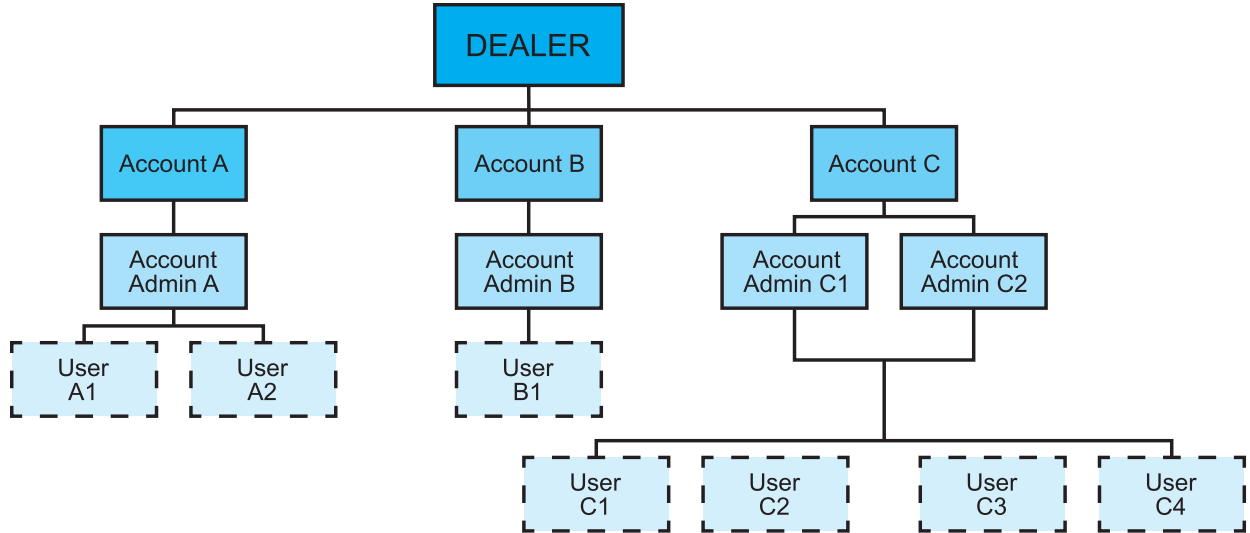 DEALER
Account A
Account B
Account C
Account
Admin A
Account
Admin B
Account
Admin C1
Account
Admin C2
User
A1
User
A2
User
B1
User
C1
User
C2
User
C3
User
C4